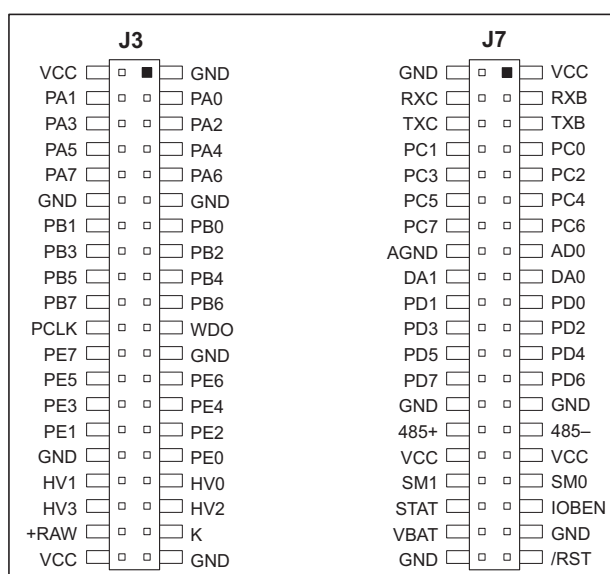 J3
VCC GND
PA1 PA0
PA3 PA2
PA5 PA4
PA7 PA6
GND GND
PB1 PB0
PB3 PB2
PB5 PB4
PB7 PB6
PCLK WDO
PE7 GND
PE5 PE6
PE3 PE4
PE1 PE2
GND PE0
HV1 HV0
HV3 HV2
+RAW K
VCC GND
J7
GND VCC
RXC RXB
TXC TXB
PC1 PC0
PC3 PC2
PC5 PC4
PC7 PC6
AGND AD0
DA1 DA0
PD1 PD0
PD3 PD2
PD5 PD4
PD7 PD6
GND GND
485+ 485–
VCC VCC
SM1 SM0
STAT IOBEN
VBAT GND
GND /RST